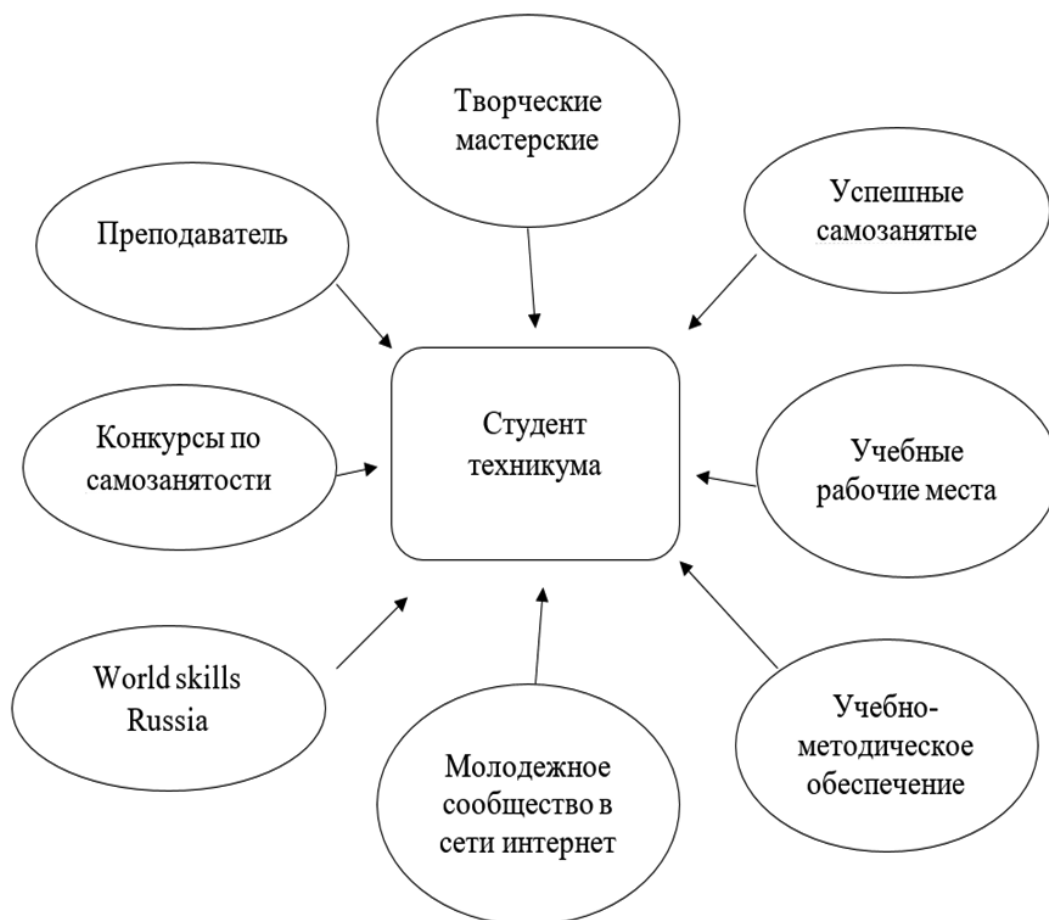 Творческие
мастерские
Успешные
самозанятые
Преподаватель
Конкурсы по
самозанятости
Студент
техникума
Учебные
рабочие места
World skills
Russia
Молодежное
сообщество в
сети интернет
Учебно-
методическое
обеспечение